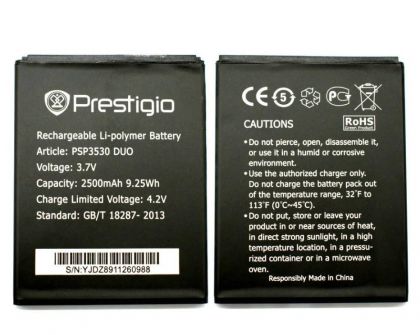 Prestigio
Rechargeable Li-polymer Battery
Article: PSP3530 DUO
Voltage: 3.7V
Capacity: 2500mAh 9.25Wh
Charge Limited Voltage: 4.2V
Standard: GB/T 18287- 2013
S/N:YJDZ8911260988
CE
5
RoHS
Green Product
CAUTIONS
• Do not pierce, open, disassemble it,
or use in a humid or corrosive
environment.
• Use the authorized charger only.
Do not charge the battery pack out
of temperature range, 32˚F to
113˚F (0˚C~45˚C).
• Do not put, store or leave your
product in or near sources of heat,
in direct strong sunlight, in a high
temperature location, in a pressur-
ized container or in a microwave
oven.
Responsibly Made in China